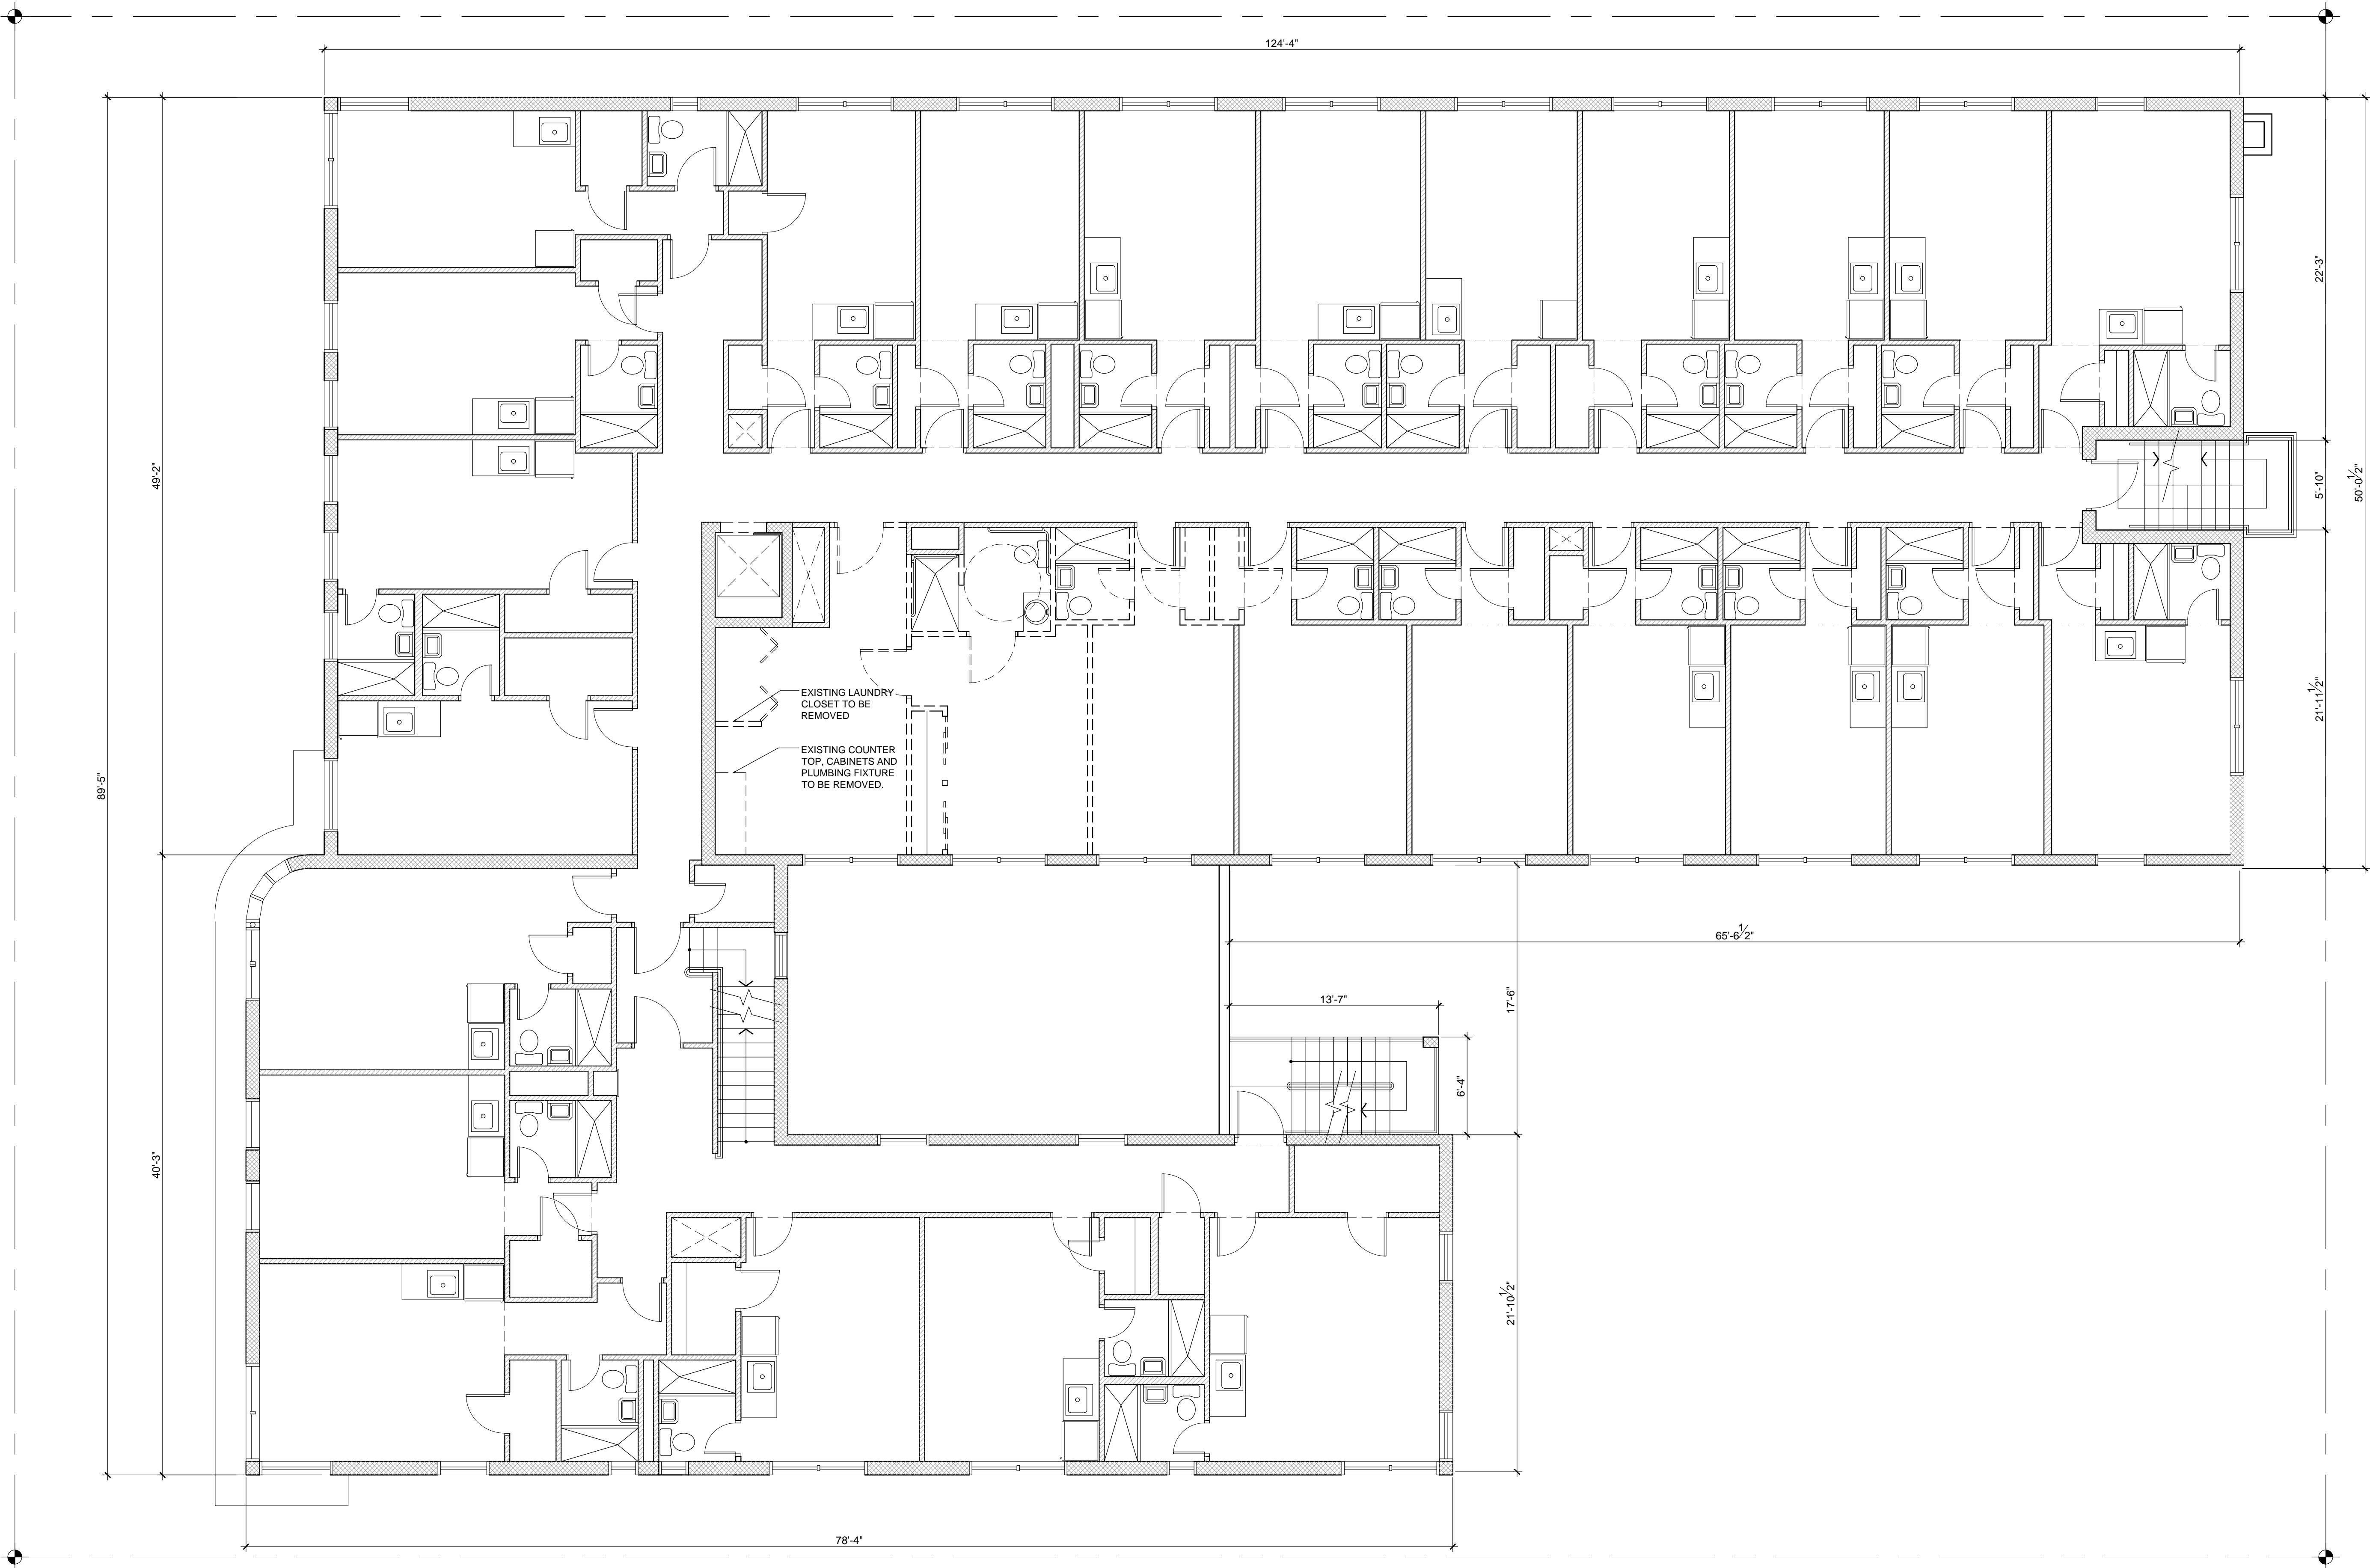 124'-4"
22'-3"
5'-10"
50'-0 1/2"
49'-2"
21'-11 1/2"
89'-5"
EXISTING LAUNDRY
CLOSET TO BE
REMOVED
EXISTING COUNTER
TOP, CABINETS AND
PLUMBING FIXTURE
TO BE REMOVED.
65'-6 1/2"
17'-6"
13'-7"
6'-4"
40'-3"
21'-10 1/2"
78'-4"